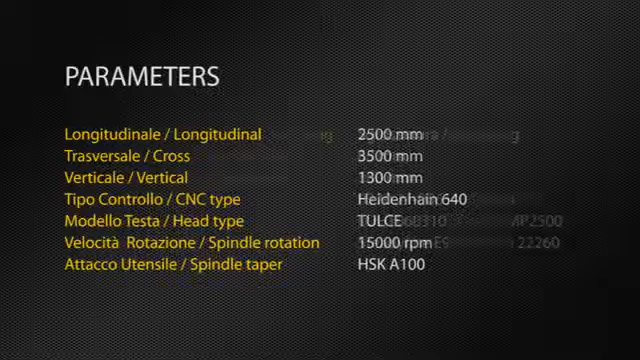 PARAMETERS
Longitudinale / Longitudinal 2500 mm
Trasversale / Cross 3500 mm
Verticale / Vertical 1300 mm
Tipo Controllo / CNC type Heidenhain 640
Modello Testa / Head type TULCE
Velocità Rotazione / Spindle rotation 15000 rpm
Attacco Utensile / Spindle taper HSK A100